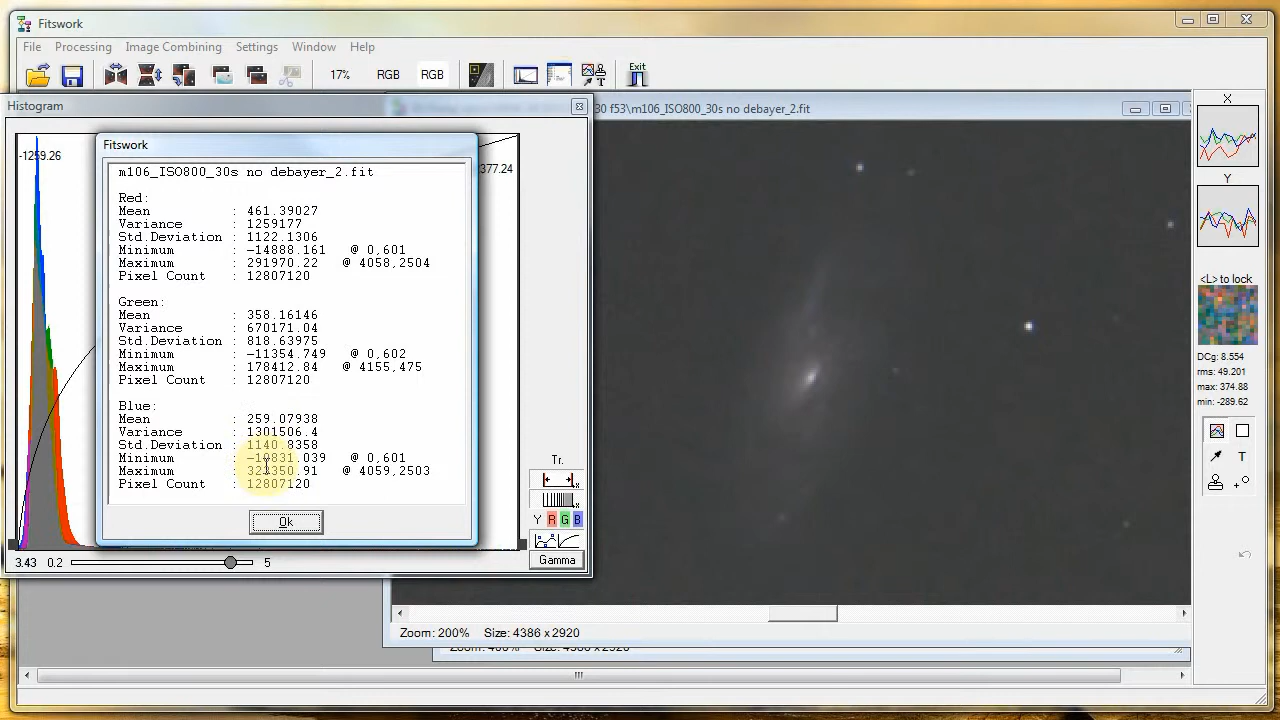 Fitswork
File Processing Image Combining Settings Window Help
17% RGB RGB Exit
Histogram
30 f53\m106_ISO800_30s no debayer_2.fit
X
-1259.26
377.24
Fitswork
m106_ISO800_30s no debayer_2.fit
Red:
Mean : 461.39027
Variance : 1259177
Std.Deviation : 1122.1306
Minimum : -14888.161 @ 0,601
Maximum : 291970.22 @ 4058,2504
Pixel Count : 12807120
Green:
Mean : 358.16146
Variance : 670171.04
Std.Deviation : 818.63975
Minimum : -11354.749 @ 0,602
Maximum : 178412.84 @ 4155,475
Pixel Count : 12807120
Blue:
Mean : 259.07938
Variance : 1301506.4
Std.Deviation : 1140.8358
Minimum @ 0,601
Maximum @ 4059,2503
Pixel Count : 12807120
Ok
Tr.
Y R G B
Gamma
3.43 0.2 5
Y
<L> to lock
DCg: 8.554
rms: 49.201
max: 374.88
min: -289.62
T
Zoom: 200% Size: 4386 x 2920